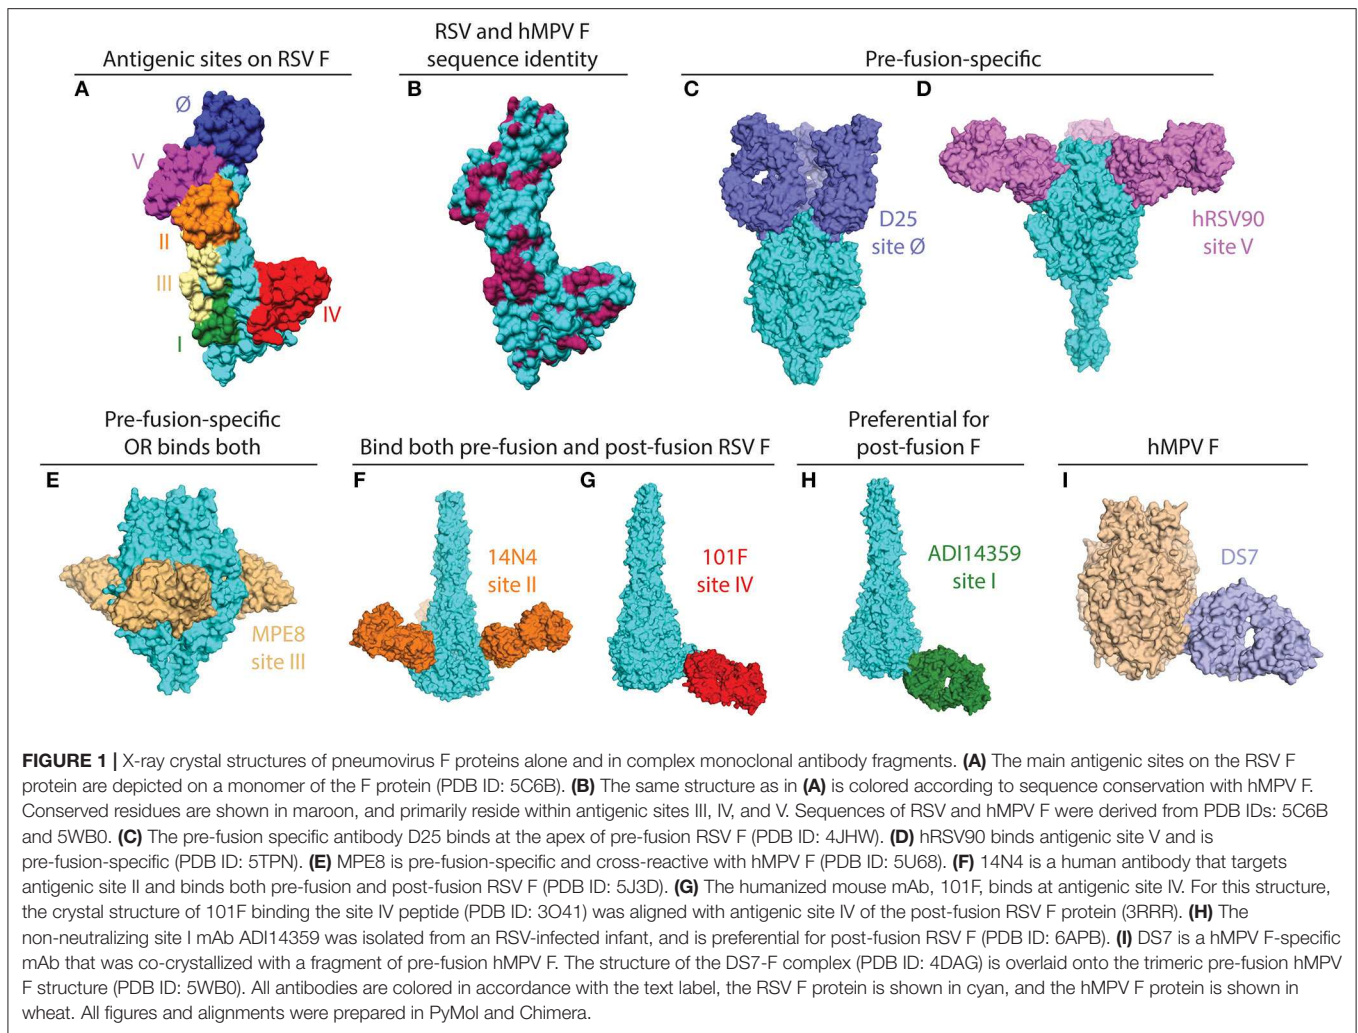 Antigenic sites on RSV F
RSV and hMPV F
sequence identity
Pre-fusion-specific
A
Ø
V
II
III
I
IV
B
C
D25
site Ø
D
hRSV90
site V
Pre-fusion-specific
OR binds both
Bind both pre-fusion and post-fusion RSV F
Preferential for
post-fusion F
hMPV F
E
MPE8
site III
F
14N4
site II
G
101F
site IV
H
ADI14359
site I
I
DS7
FIGURE 1 | X-ray crystal structures of pneumovirus F proteins alone and in complex monoclonal antibody fragments. (A) The main antigenic sites on the RSV F
protein are depicted on a monomer of the F protein (PDB ID: 5C6B). (B) The same structure as in (A) is colored according to sequence conservation with hMPV F.
Conserved residues are shown in maroon, and primarily reside within antigenic sites III, IV, and V. Sequences of RSV and hMPV F were derived from PDB IDs: 5C6B
and 5WB0. (C) The pre-fusion specific antibody D25 binds at the apex of pre-fusion RSV F (PDB ID: 4JHW). (D) hRSV90 binds antigenic site V and is
pre-fusion-specific (PDB ID: 5TPN). (E) MPE8 is pre-fusion-specific and cross-reactive with hMPV F (PDB ID: 5U68). (F) 14N4 is a human antibody that targets
antigenic site II and binds both pre-fusion and post-fusion RSV F (PDB ID: 5J3D). (G) The humanized mouse mAb, 101F, binds at antigenic site IV. For this structure,
the crystal structure of 101F binding the site IV peptide (PDB ID: 3O41) was aligned with antigenic site IV of the post-fusion RSV F protein (3RRR). (H) The
non-neutralizing site I mAb ADI14359 was isolated from an RSV-infected infant, and is preferential for post-fusion RSV F (PDB ID: 6APB). (I) DS7 is a hMPV F-specific
mAb that was co-crystallized with a fragment of pre-fusion hMPV F. The structure of the DS7-F complex (PDB ID: 4DAG) is overlaid onto the trimeric pre-fusion hMPV
F structure (PDB ID: 5WB0). All antibodies are colored in accordance with the text label, the RSV F protein is shown in cyan, and the hMPV F protein is shown in
wheat. All figures and alignments were prepared in PyMol and Chimera.